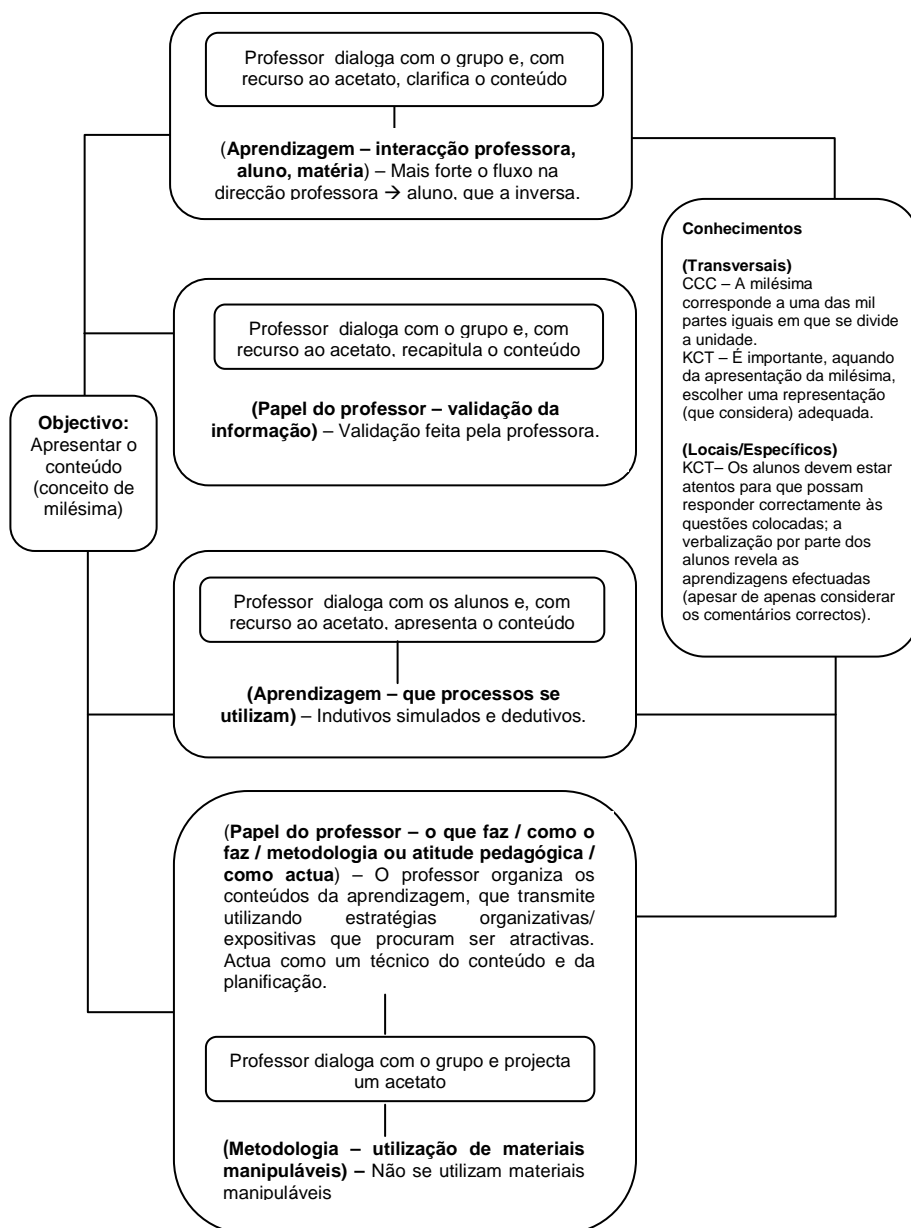 Professor dialoga com o grupo e, com
recurso ao acetato, clarifica o conteúdo
(Aprendizagem – interacção professora,
aluno, matéria) – Mais forte o fluxo na
direcção professora → aluno, que a inversa.
Professor dialoga com o grupo e, com
recurso ao acetato, recapitula o conteúdo
(Papel do professor – validação da
informação) – Validação feita pela professora.
Objectivo:
Apresentar o
conteúdo
(conceito de
milésima)
Professor dialoga com os alunos e, com
recurso ao acetato, apresenta o conteúdo
(Aprendizagem – que processos se
utilizam) – Indutivos simulados e dedutivos.
(Papel do professor – o que faz / como o
faz / metodologia ou atitude pedagógica /
como actua) – O professor organiza os
conteúdos da aprendizagem, que transmite
utilizando estratégias organizativas/
expositivas que procuram ser atractivas.
Actua como um técnico do conteúdo e da
planificação.
Professor dialoga com o grupo e projecta
um acetato
(Metodologia – utilização de materiais
manipuláveis) – Não se utilizam materiais
manipuláveis
Conhecimentos
(Transversais)
CCC – A milésima
corresponde a uma das mil
partes iguais em que se divide
a unidade.
KCT – É importante, aquando
da apresentação da milésima,
escolher uma representação
(que considera) adequada.
(Locais/Específicos)
KCT– Os alunos devem estar
atentos para que possam
responder correctamente às
questões colocadas; a
verbalização por parte dos
alunos revela as
aprendizagens efectuadas
(apesar de apenas considerar
os comentários correctos).